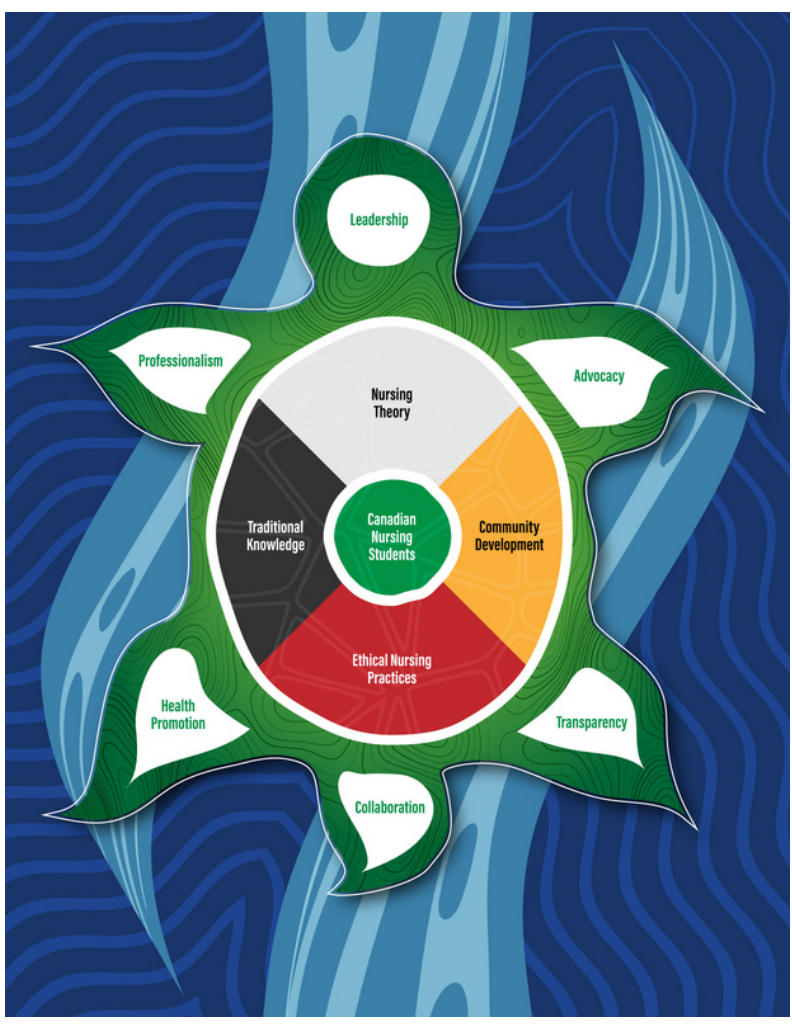 Leadership
Professionalism
Advocacy
Nursing
Theory
Traditional
Knowledge
Canadian
Nursing
Students
Community
Development
Ethical Nursing
Practices
Health
Promotion
Transparency
Collaboration